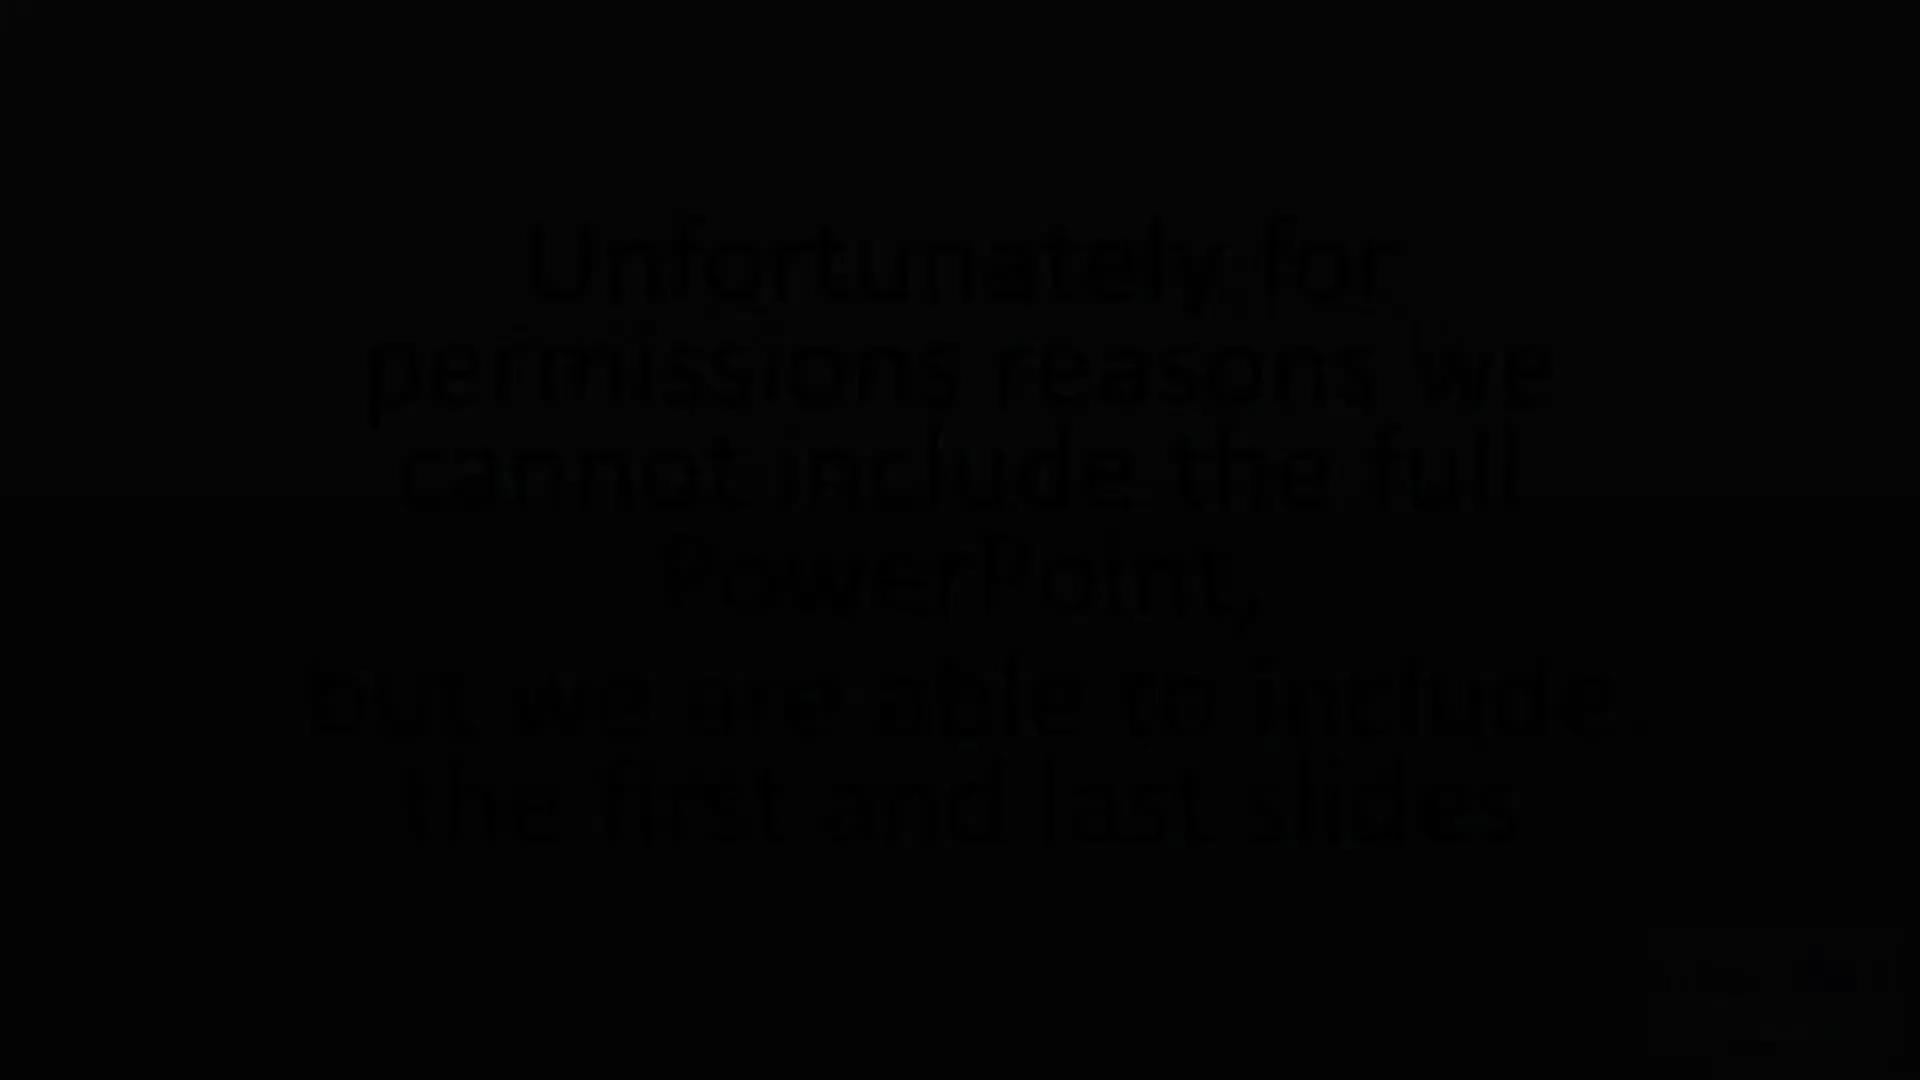 Unfortunately for
permissions reasons we
cannot include the full
PowerPoint,
but we are able to include
the first and last slides